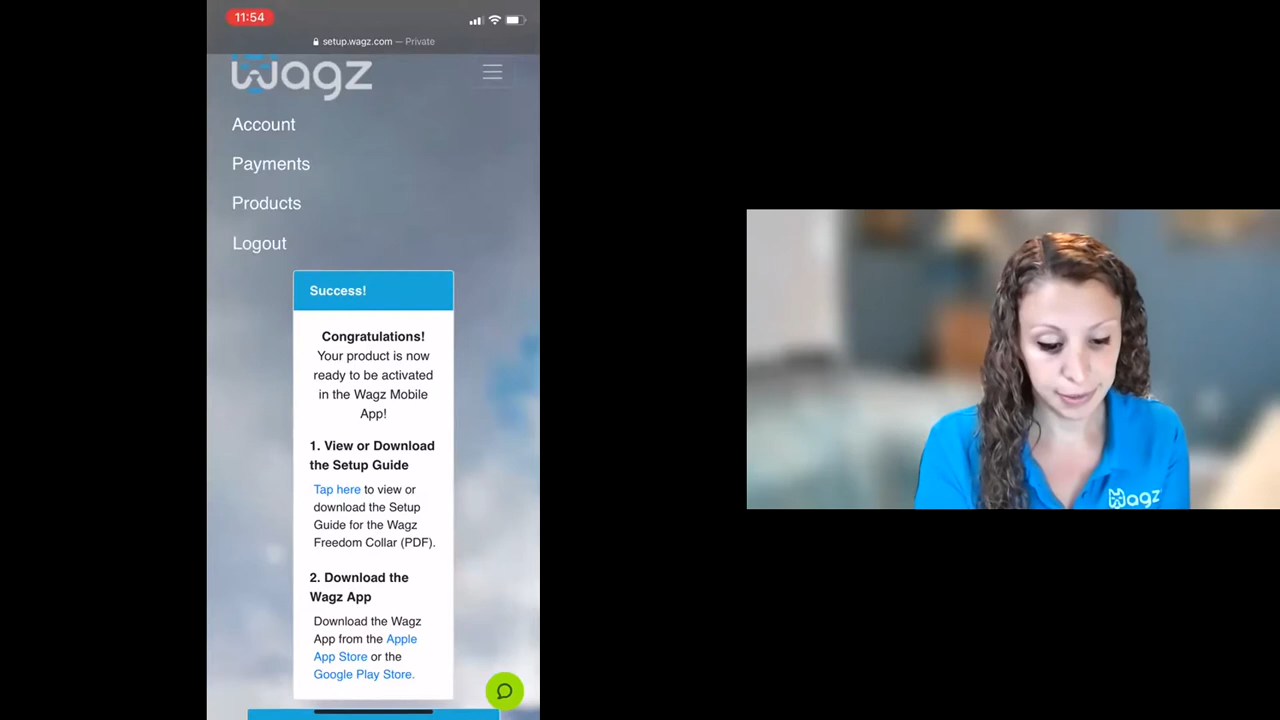 11:54
setup.wagz.com — Private
wagz
Account
Payments
Products
Logout
Success!
Congratulations!
Your product is now
ready to be activated
in the Wagz Mobile
App!
1. View or Download
the Setup Guide
Tap here to view or
download the Setup
Guide for the Wagz
Freedom Collar (PDF).
2. Download the
Wagz App
Download the Wagz
App from the Apple
App Store or the
Google Play Store.
wagz